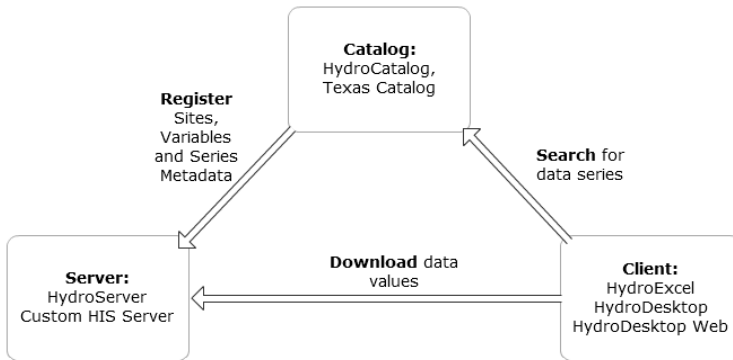 Catalog:
HydroCatalog,
Texas Catalog
Register
Sites,
Variables
and Series
Metadata
Search for
data series
Download data
values
Server:
HydroServer
Custom HIS Server
Client:
HydroExcel
HydroDesktop
HydroDesktop Web